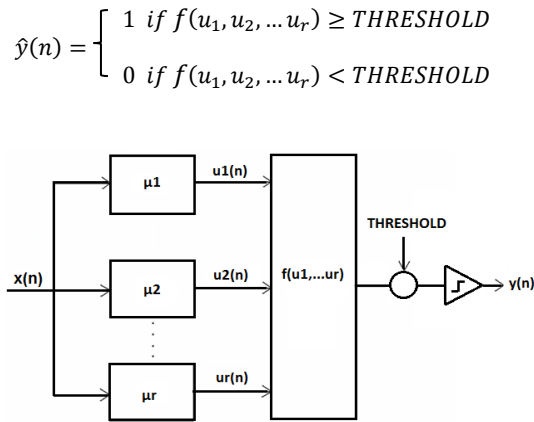 ŷ(n) = { 1 if f(u₁, u₂, … uᵣ) ≥ THRESHOLD
0 if f(u₁, u₂, … uᵣ) < THRESHOLD
μ1
u1(n)
THRESHOLD
x(n)
μ2
u2(n)
f(u1,...ur)
y(n)
μr
ur(n)